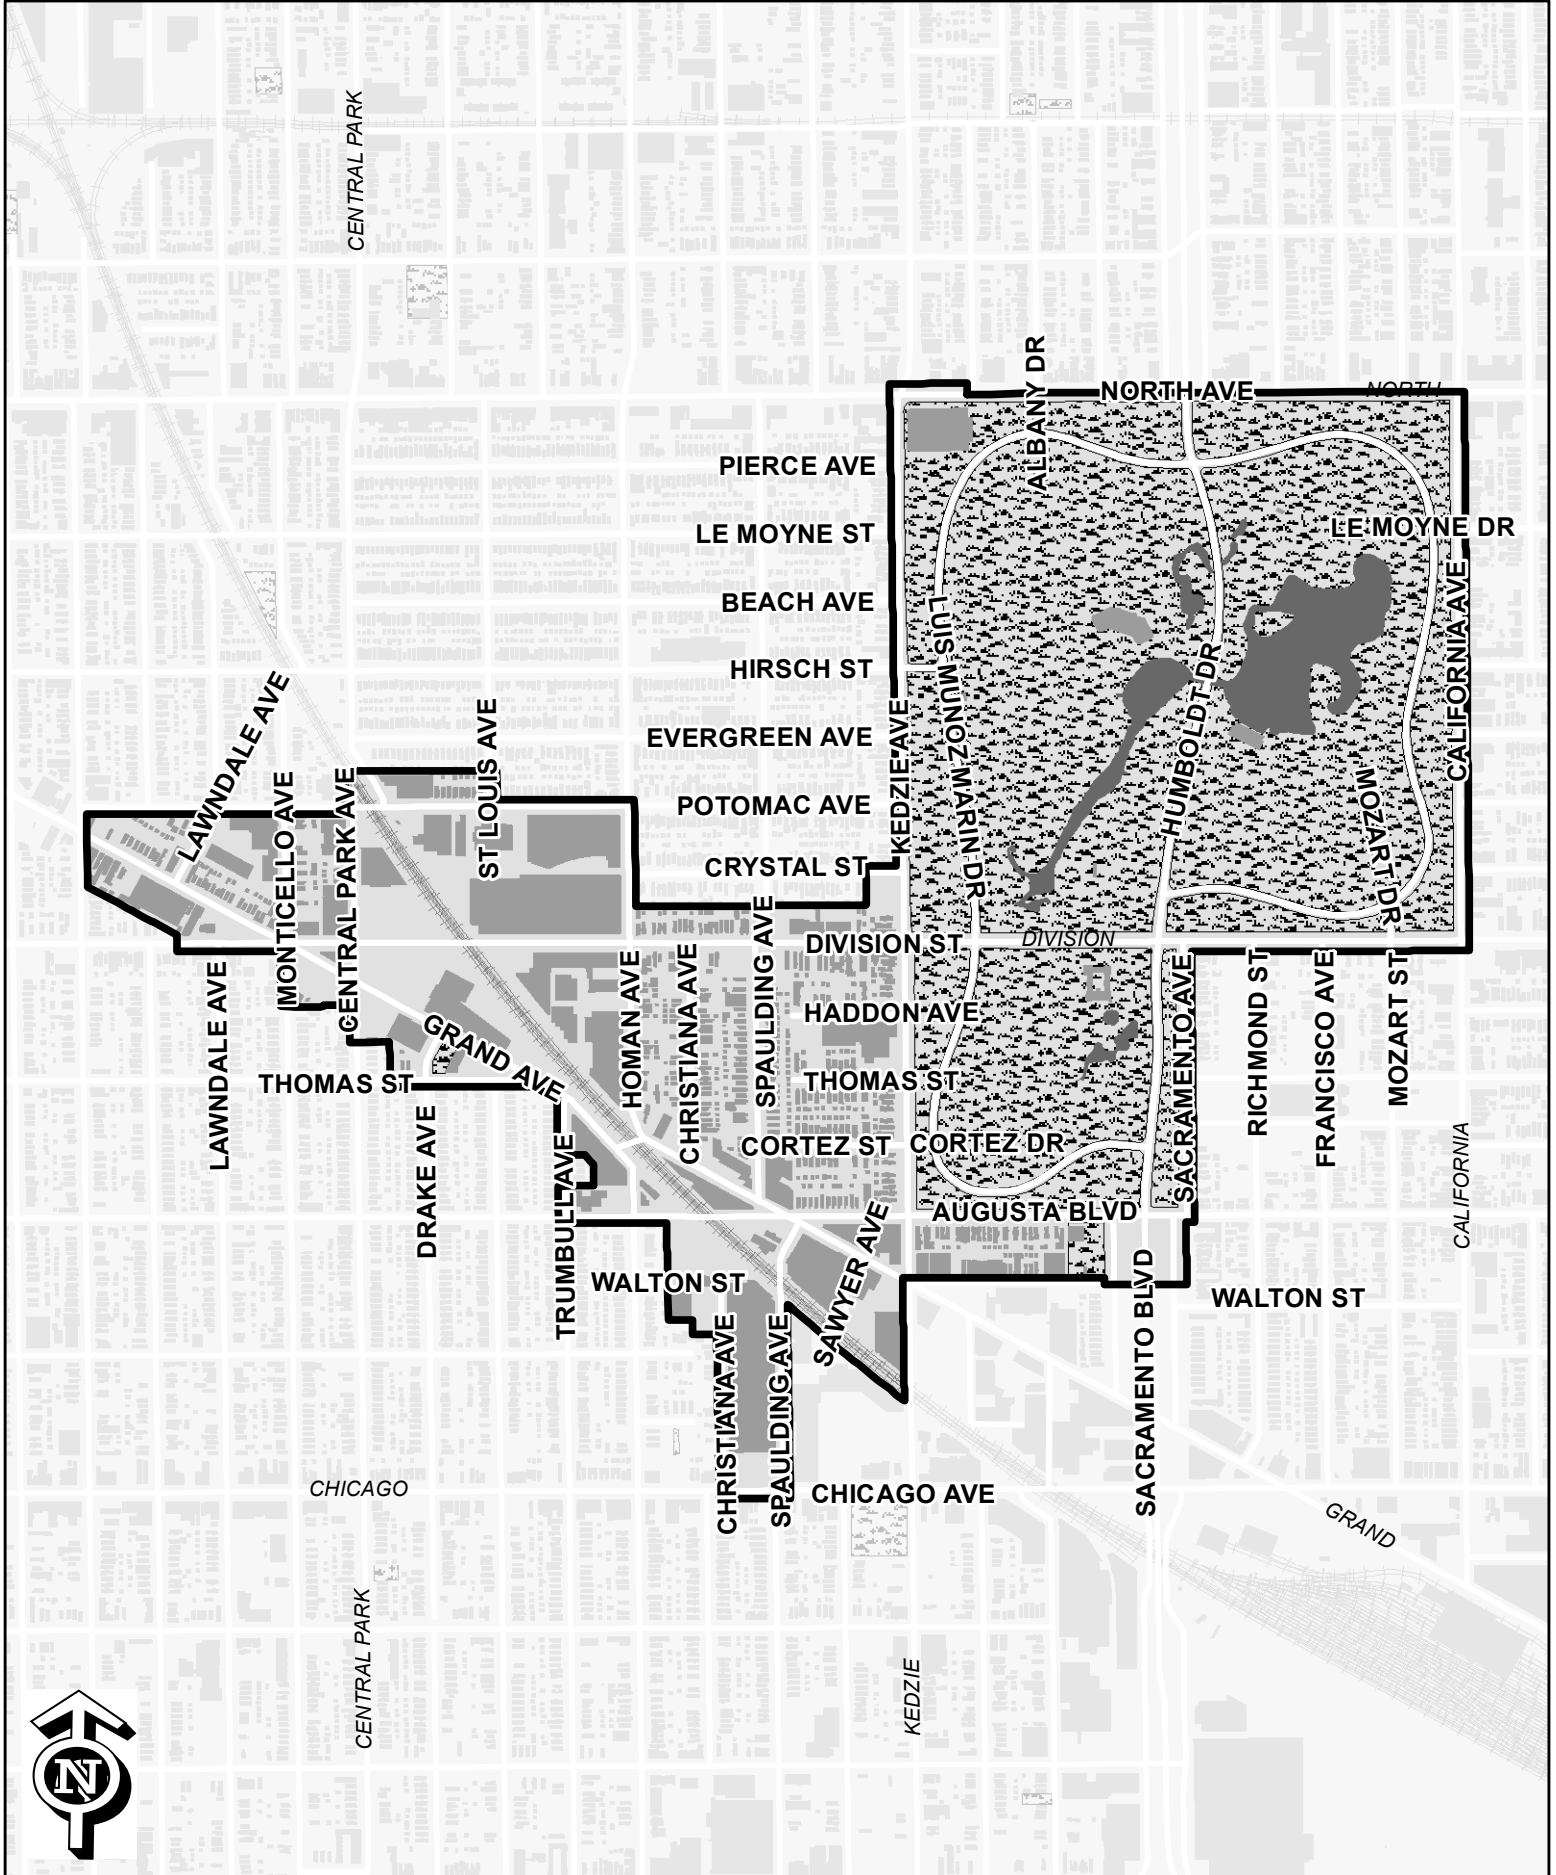 CENTRAL PARK
ALBANY DR
NORTH AVE
NORTH
PIERCE AVE
LE MOYNE ST
LE MOYNE DR
BEACH AVE
LUIS MUNOZ MARIN DR
CALIFORNIA AVE
HIRSCH ST
HUMBOLDT DR
LAWNDALE AVE
ST LOUIS AVE
EVERGREEN AVE
KEDZIE AVE
MONTICELLO AVE
CENTRAL PARK AVE
POTOMAC AVE
MOZART DR
CRYSTAL ST
SPAULDING AVE
DIVISION ST
DIVISION
LAWNDALE AVE
HOMAN AVE
CHRISTIANA AVE
HADDON AVE
SACRAMENTO AVE
RICHMOND ST
FRANCISCO AVE
MOZART ST
GRAND AVE
THOMAS ST
THOMAS ST
DRAKE AVE
TRUMBULL AVE
CORTEZ ST
CORTEZ DR
CALIFORNIA
AUGUSTA BLVD
SAWYER AVE
WALTON ST
WALTON ST
SACRAMENTO BLVD
CHRISTIANA AVE
SPAULDING AVE
CHICAGO
CHICAGO AVE
GRAND
CENTRAL PARK
KEDZIE
N